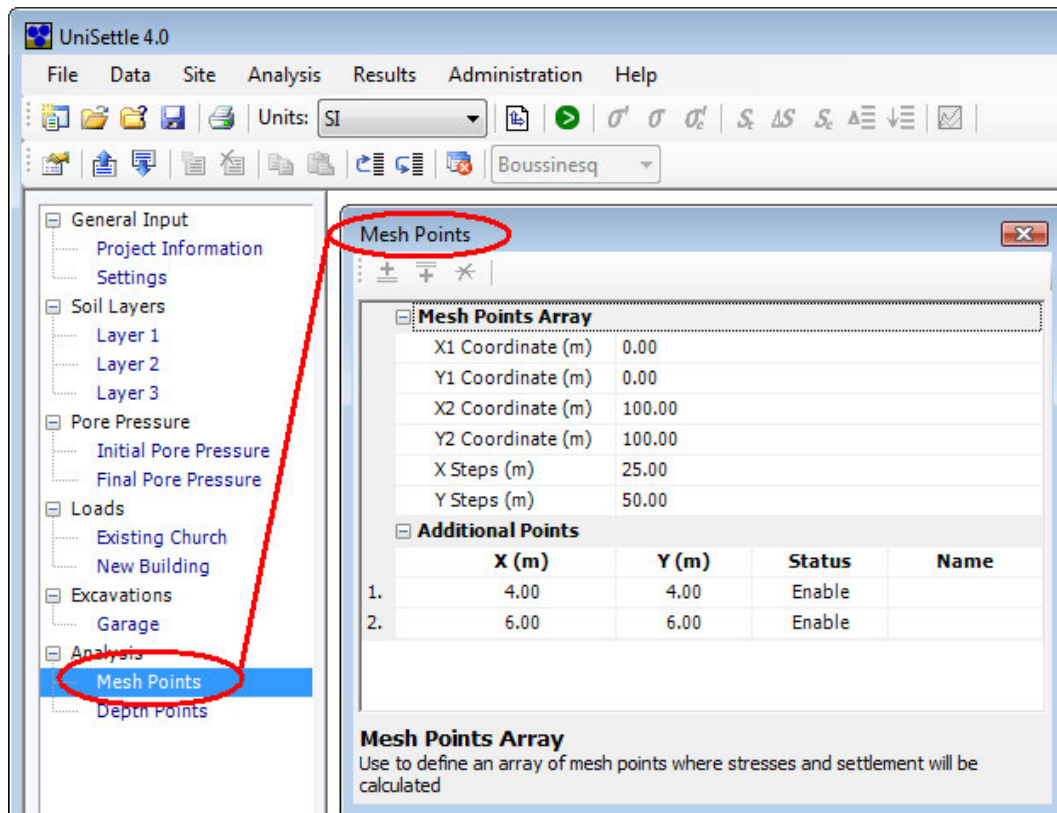 UniSettle 4.0
File Data Site Analysis Results Administration Help
Units: SI σ' σ σ'c St ΔS Sc
Boussinesq
General Input
Project Information
Settings
Soil Layers
Layer 1
Layer 2
Layer 3
Pore Pressure
Initial Pore Pressure
Final Pore Pressure
Loads
Existing Church
New Building
Excavations
Garage
Analysis
Mesh Points
Depth Points
Mesh Points
Mesh Points Array
X1 Coordinate (m) 0.00
Y1 Coordinate (m) 0.00
X2 Coordinate (m) 100.00
Y2 Coordinate (m) 100.00
X Steps (m) 25.00
Y Steps (m) 50.00
Additional Points
X (m) Y (m) Status Name
1. 4.00 4.00 Enable
2. 6.00 6.00 Enable
Mesh Points Array
Use to define an array of mesh points where stresses and settlement will be
calculated